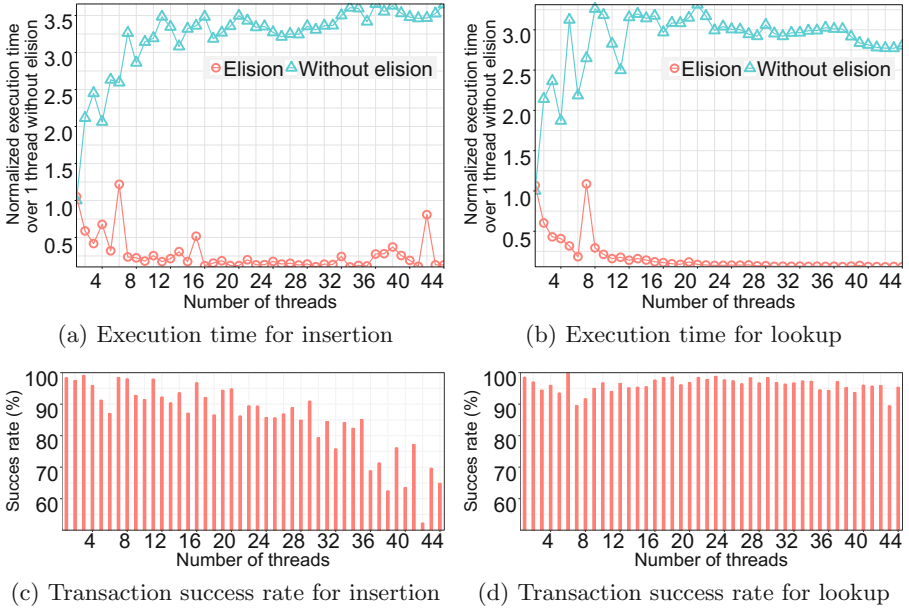 Normalized execution time
over 1 thread without elision
3.5
3.0
2.5
2.0
1.0
0.5
Elision
Without elision
4 8 12 16 20 24 28 32 36 40 44
Number of threads
(a) Execution time for insertion
Normalized execution time
over 1 thread without elision
3.0
2.5
2.0
1.0
0.5
Elision
Without elision
4 8 12 16 20 24 28 32 36 40 44
Number of threads
(b) Execution time for lookup
Succes rate (%)
100
90
80
70
60
4 8 12 16 20 24 28 32 36 40 44
Number of threads
(c) Transaction success rate for insertion
Succes rate (%)
100
90
80
70
60
4 8 12 16 20 24 28 32 36 40 44
Number of threads
(d) Transaction success rate for lookup